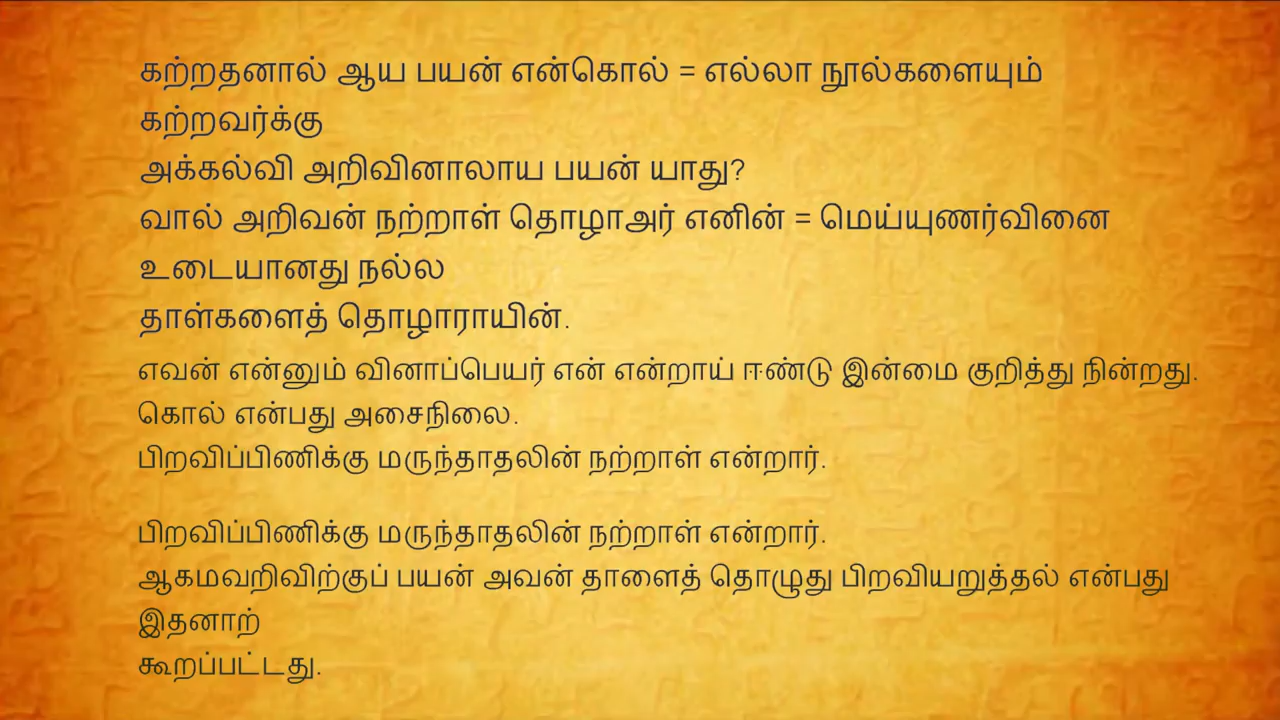 கற்றதனால் ஆய பயன் என்கொல் = எல்லா நூல்களையும்
கற்றவர்க்கு
அக்கல்வி அறிவினாலாய பயன் யாது?
வால் அறிவன் நற்றாள் தொழாஅர் எனின் = மெய்யுணர்வினை
உடையானது நல்ல
தாள்களைத் தொழாராயின்.
எவன் என்னும் வினாப்பெயர் என் என்றாய் ஈண்டு இன்மை குறித்து நின்றது.
கொல் என்பது அசைநிலை.
பிறவிப்பிணிக்கு மருந்தாதலின் நற்றாள் என்றார்.
பிறவிப்பிணிக்கு மருந்தாதலின் நற்றாள் என்றார்.
ஆகமவறிவிற்குப் பயன் அவன் தாளைத் தொழுது பிறவியறுத்தல் என்பது
இதனாற்
கூறப்பட்டது.